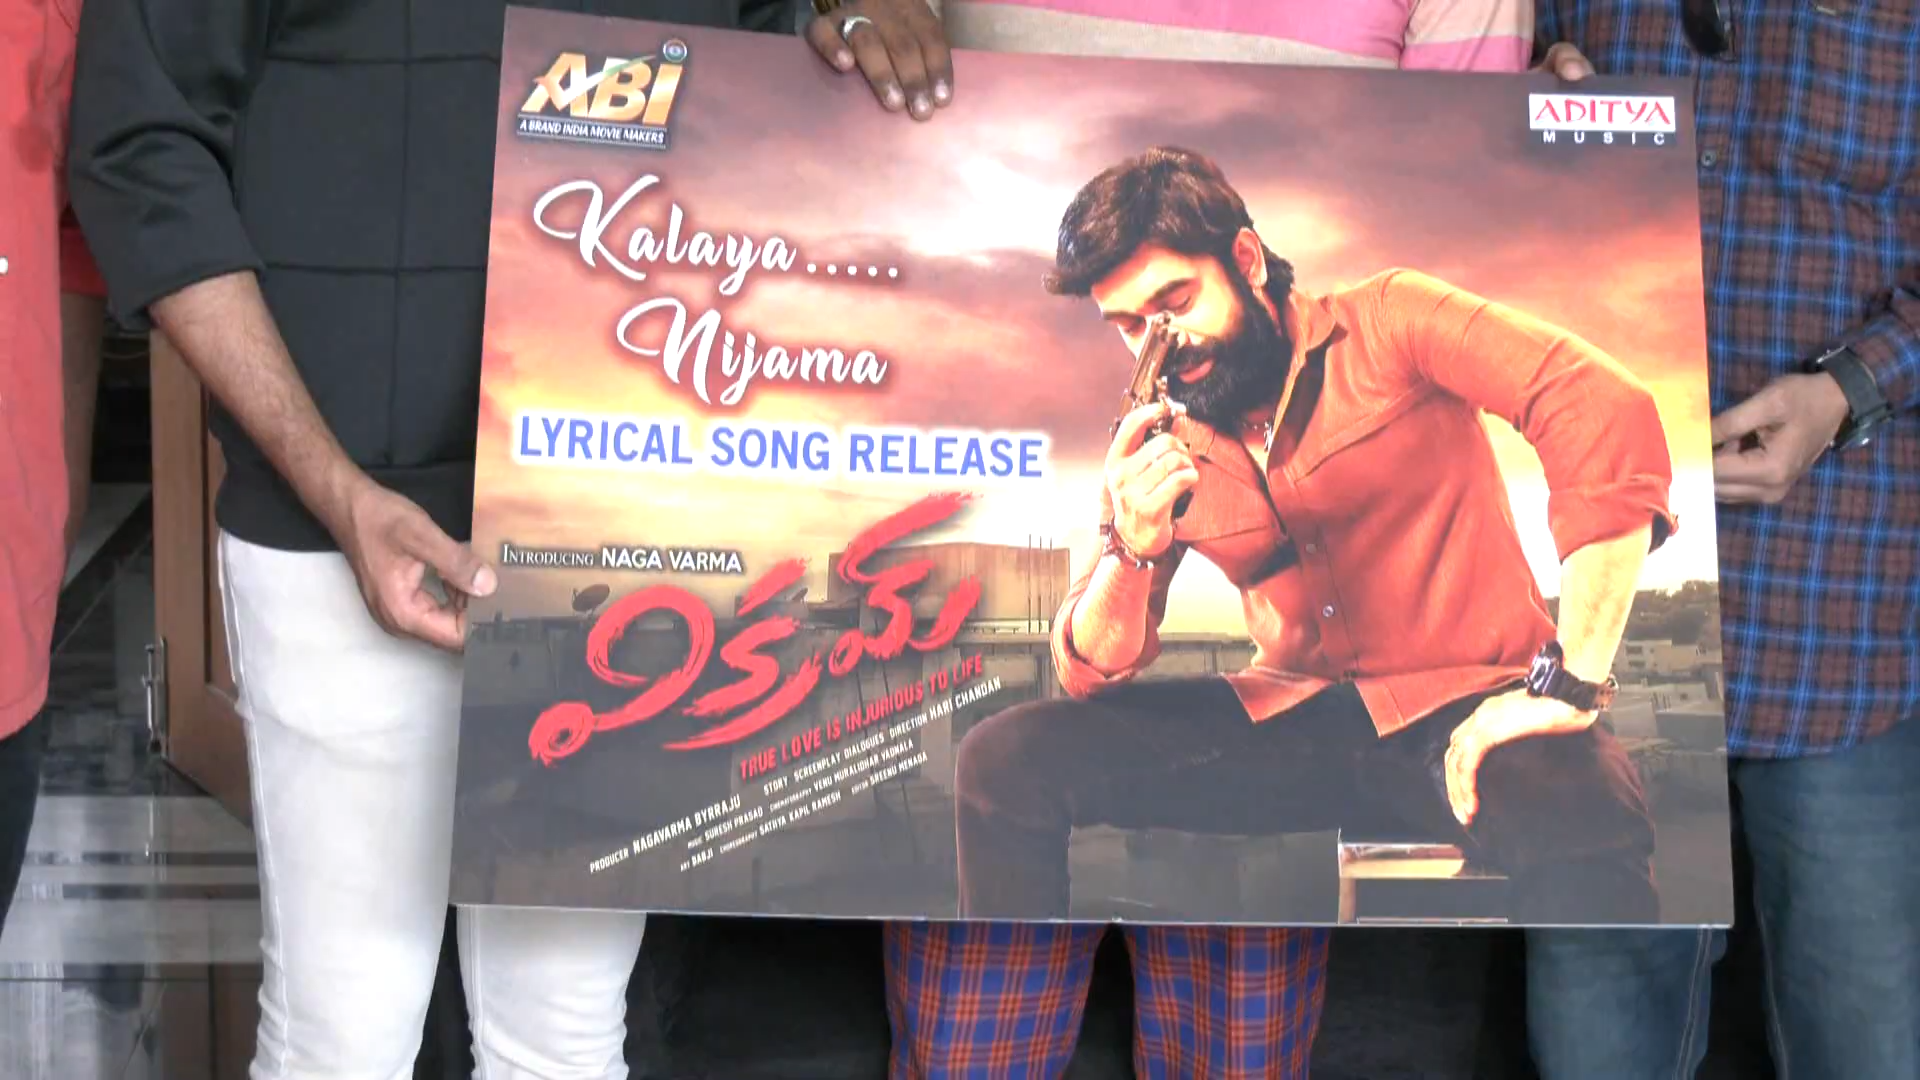 ABI
A BRAND INDIA MOVIE MAKERS
ADITYA
MUSIC
Kalaya.....
Nijama
LYRICAL SONG RELEASE
INTRODUCING NAGA VARMA
విక్రమ్
TRUE LOVE IS INJURIOUS TO LIFE
STORY SCREENPLAY DIALOGUES DIRECTION HARI CHANDAN
PRODUCER NAGAVARMA BYRRAJU
MUSIC SURESH PRASAD CINEMATOGRAPHY VENU MURALIDHAR YADNALA
ART BABJI CHOREOGRAPHY SATHYA KAPIL RAMESH EDITOR SREENU MENAGA